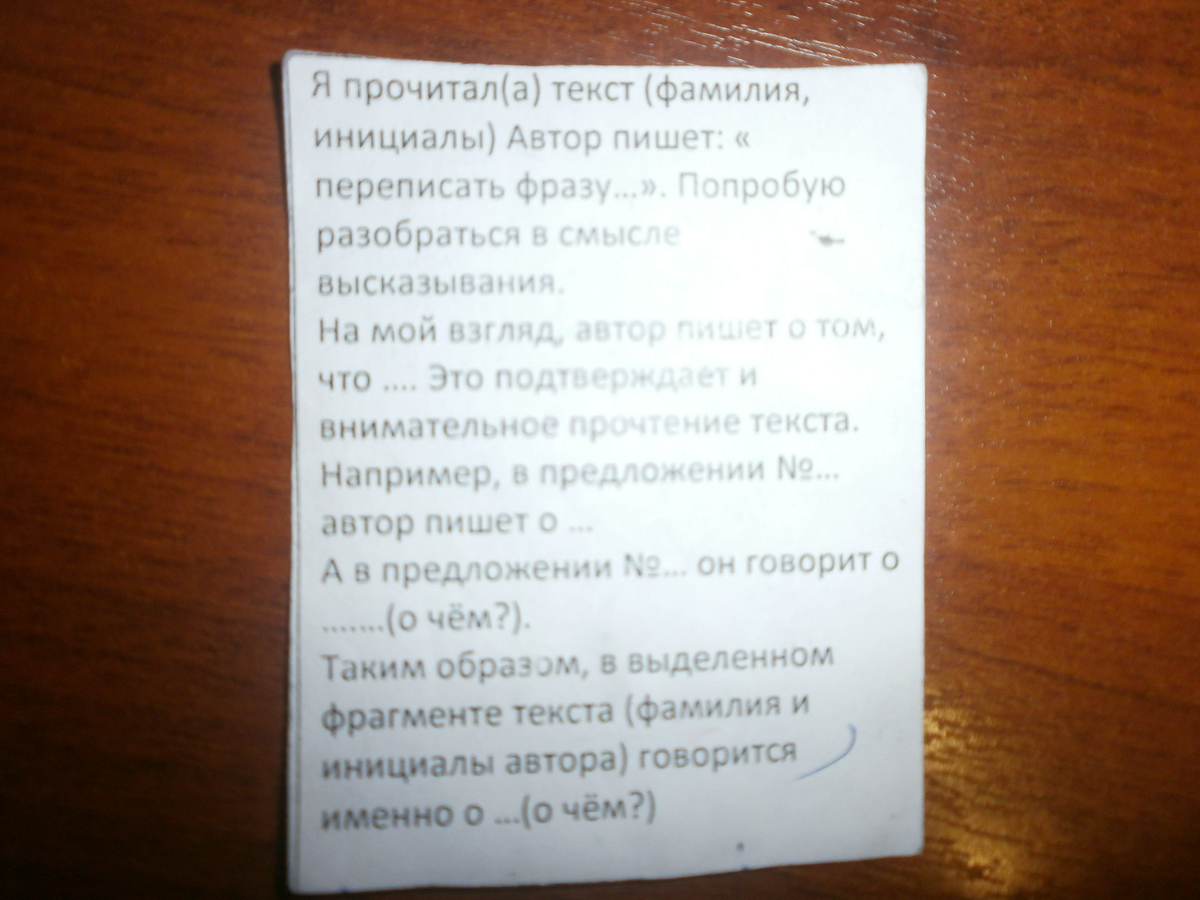 Я прочитал(а) текст (фамилия,
инициалы) Автор пишет: «
переписать фразу...». Попробую
разобраться в смысле
высказывания.
На мой взгляд, автор пишет о том,
что .... Это подтверждает и
внимательное прочтение текста.
Например, в предложении №...
автор пишет о ...
А в предложении №... он говорит о
.......(о чём?).
Таким образом, в выделенном
фрагменте текста (фамилия и
инициалы автора) говорится
именно о ...(о чём?)